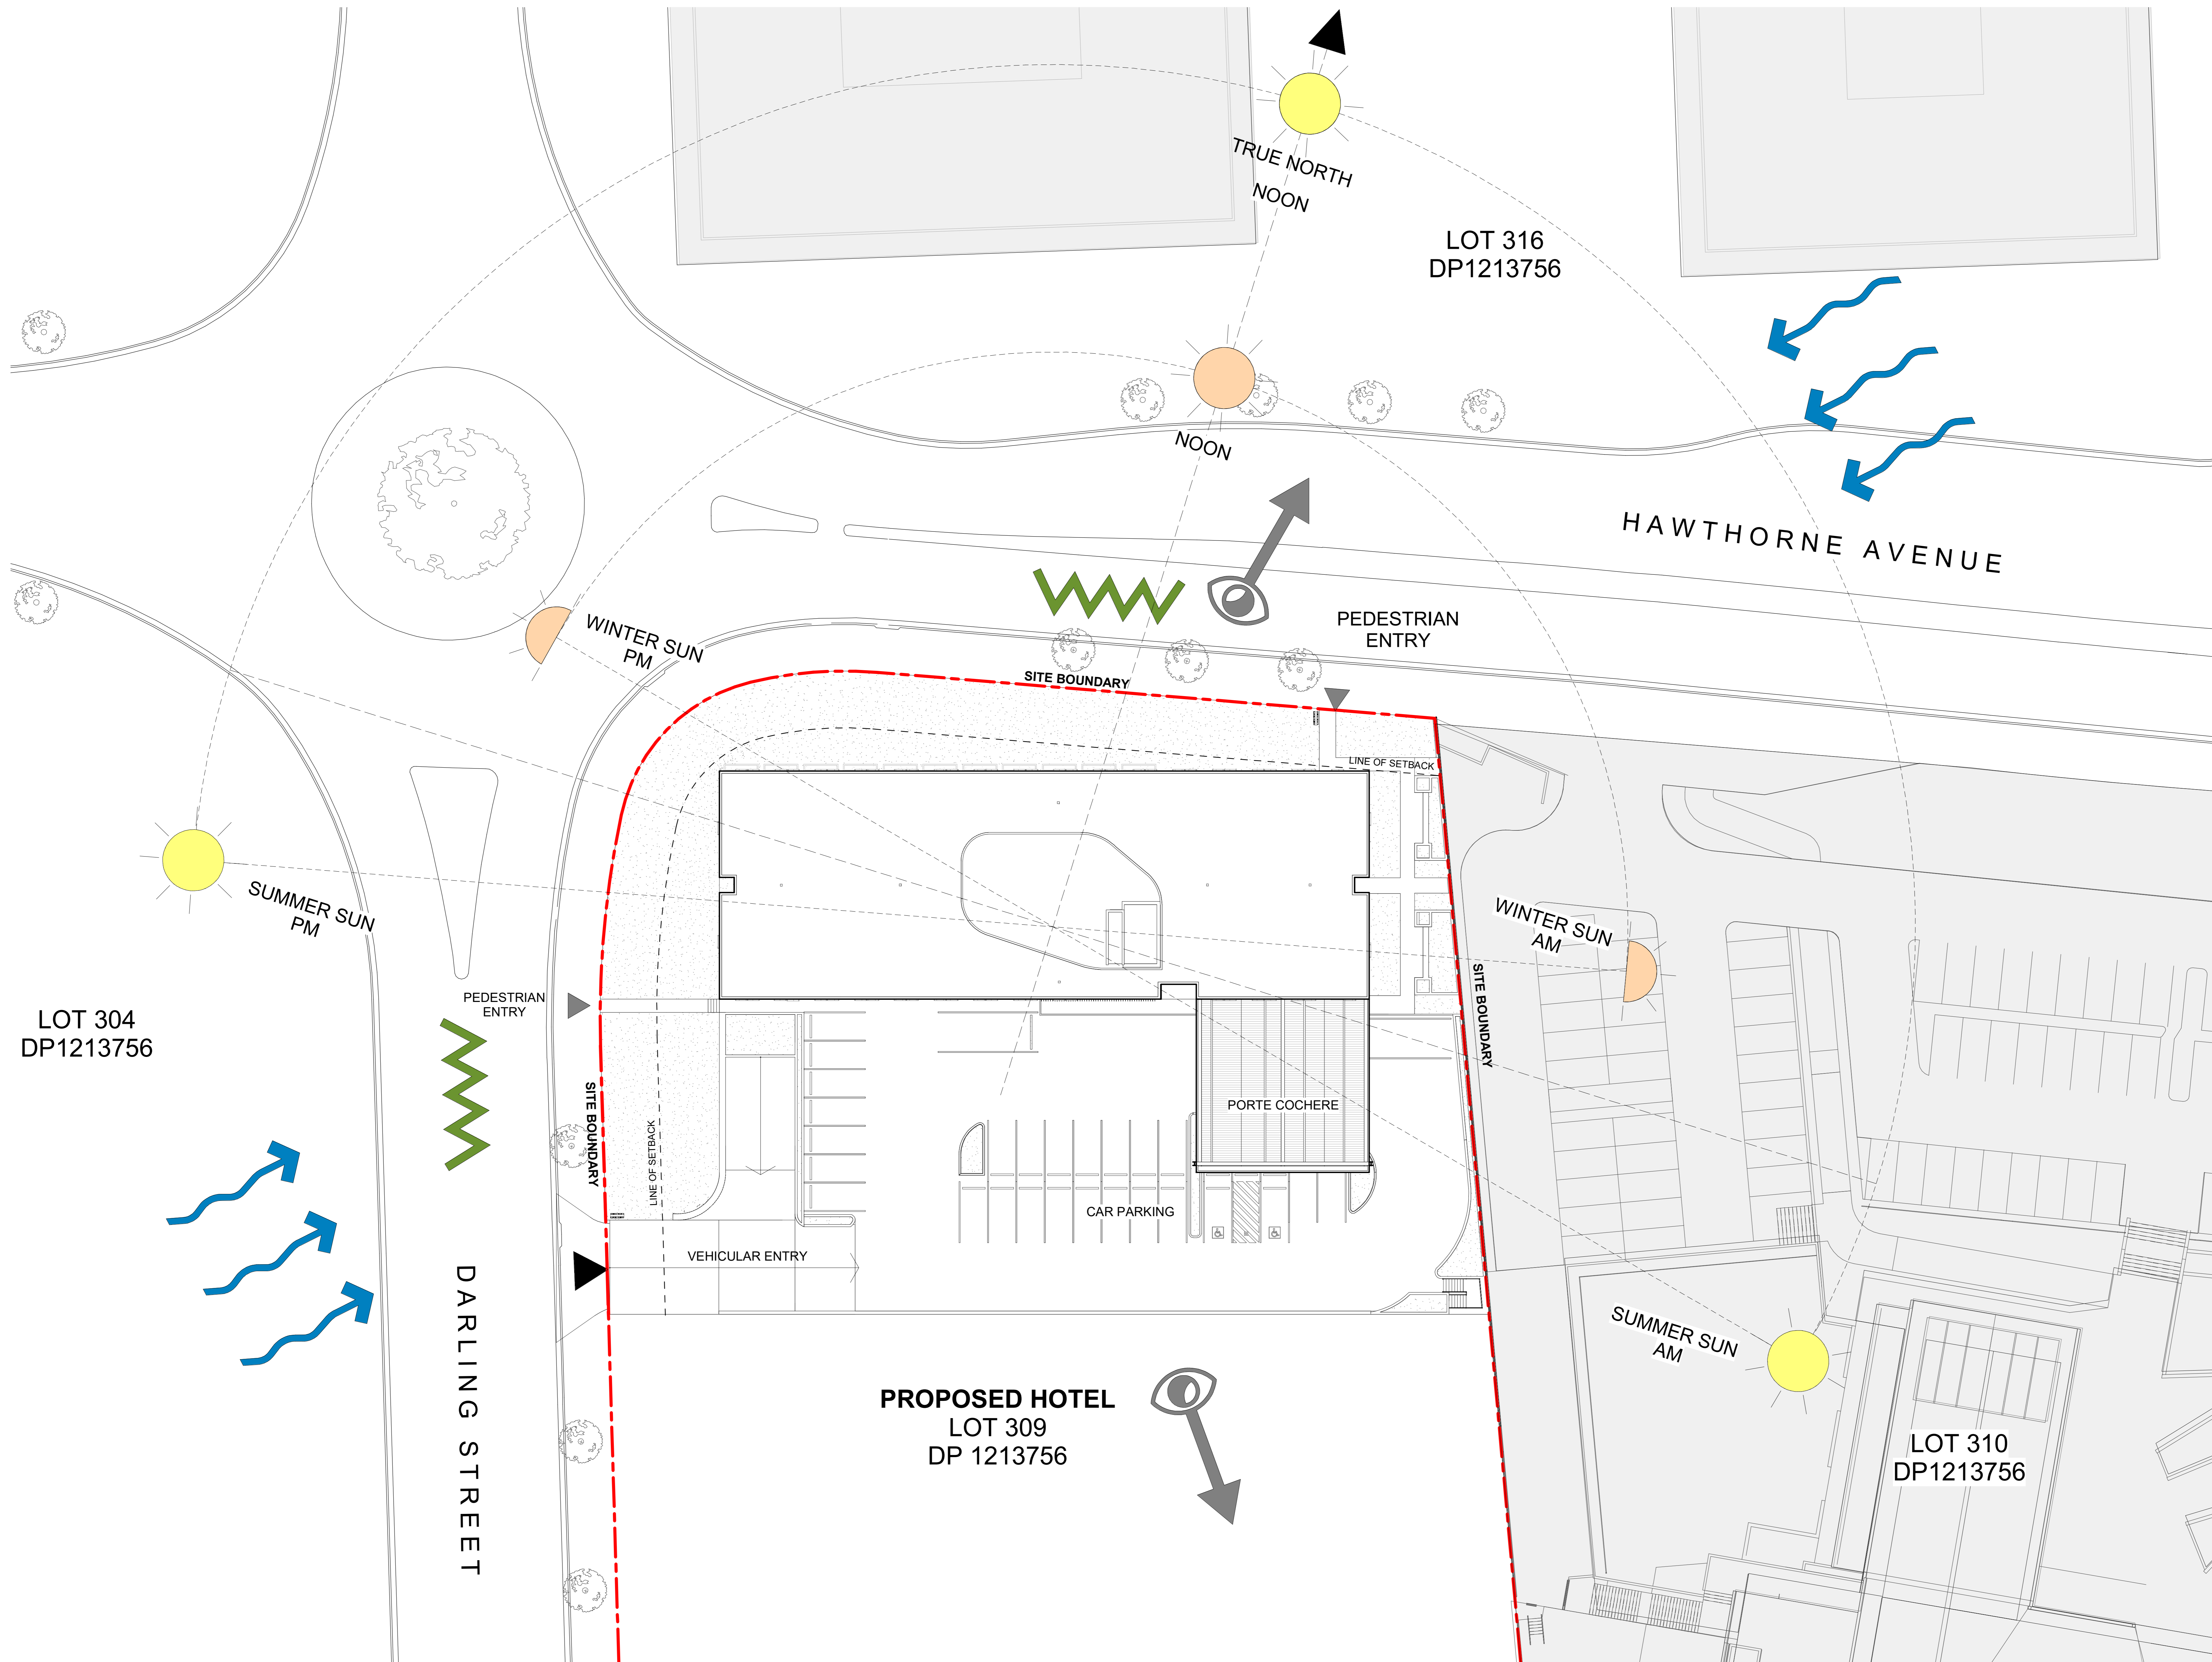 TRUE NORTH
NOON
LOT 316
DP1213756
NOON
HAWTHORNE AVENUE
PEDESTRIAN
ENTRY
WINTER SUN
PM
SITE BOUNDARY
LINE OF SETBACK
SUMMER SUN
PM
WINTER SUN
AM
PEDESTRIAN
ENTRY
SITE BOUNDARY
LOT 304
DP1213756
SITE BOUNDARY
LINE OF SETBACK
PORTE COCHERE
CAR PARKING
VEHICULAR ENTRY
DARLING STREET
SUMMER SUN
AM
PROPOSED HOTEL
LOT 309
DP 1213756
LOT 310
DP1213756